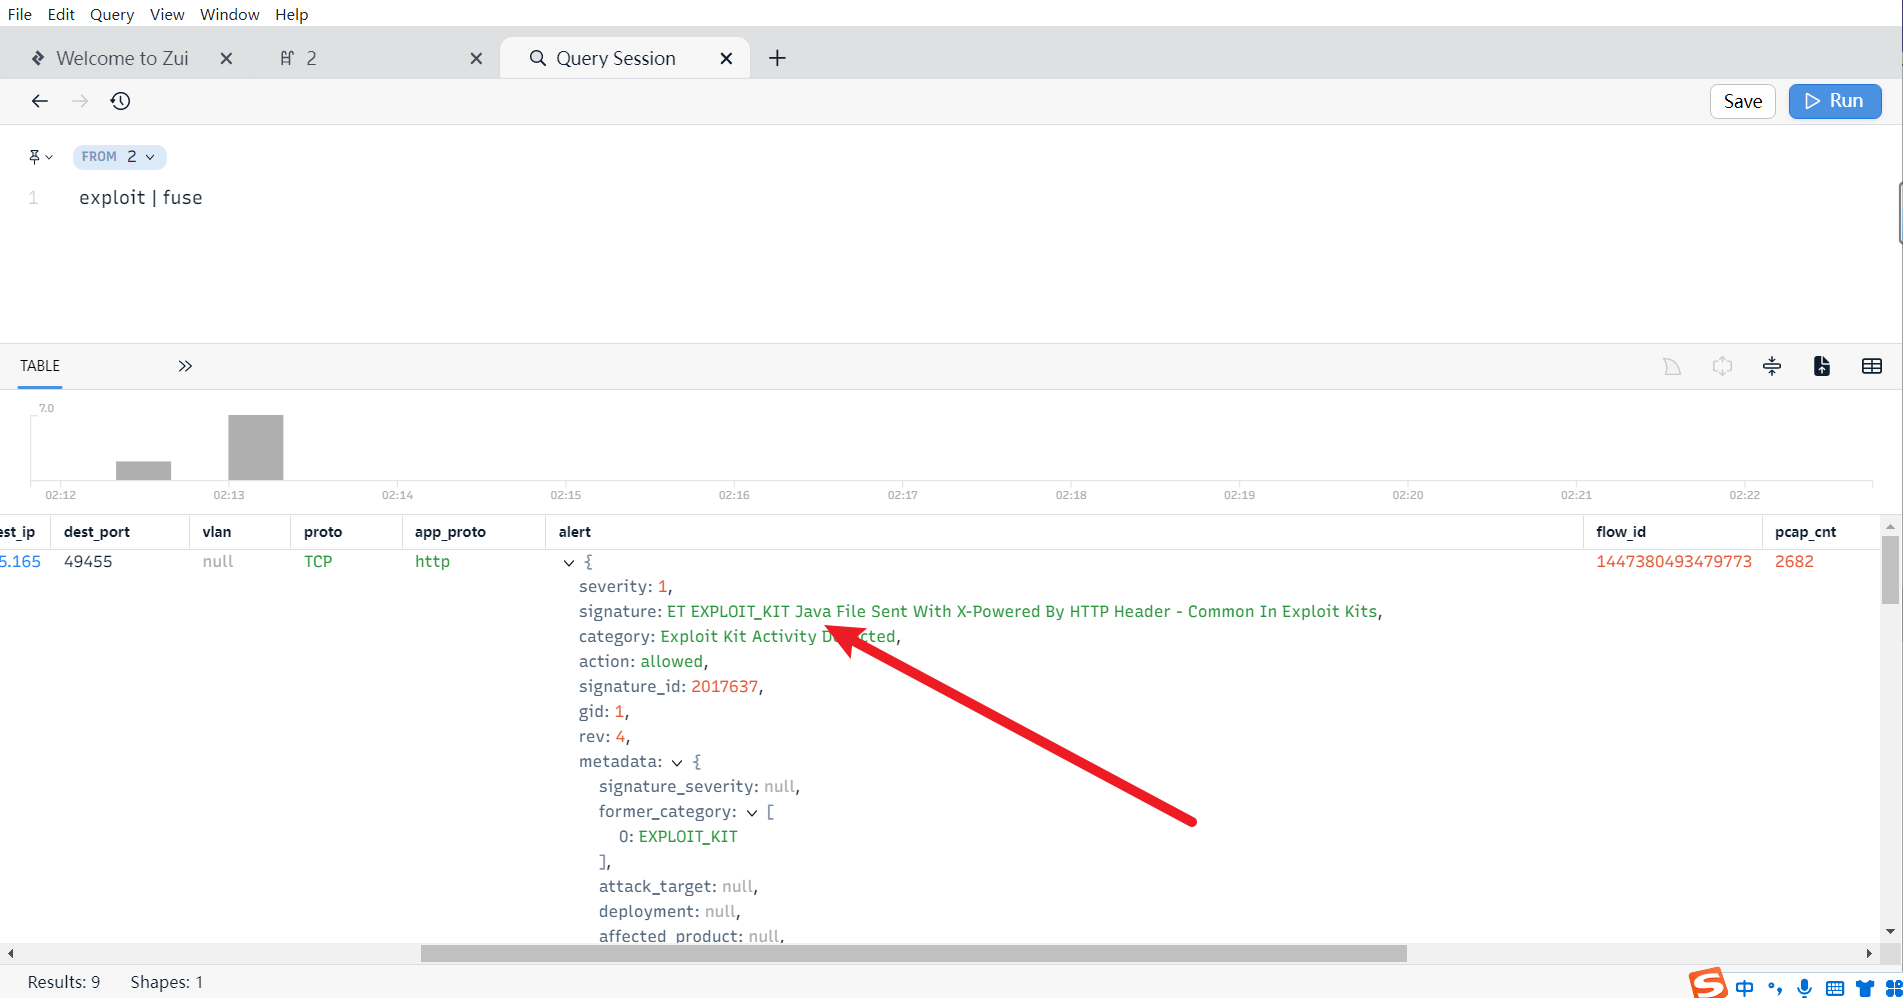 File Edit Query View Window Help
Welcome to Zui 2 Query Session
Save Run
FROM 2
1 exploit | fuse
TABLE
7.0
02:12 02:13 02:14 02:15 02:16 02:17 02:18 02:19 02:20 02:21 02:22
est_ip dest_port vlan proto app_proto alert flow_id pcap_cnt
5.165 49455 null TCP http { 1447380493479773 2682
severity: 1,
signature: ET EXPLOIT_KIT Java File Sent With X-Powered By HTTP Header - Common In Exploit Kits,
category: Exploit Kit Activity Detected,
action: allowed,
signature_id: 2017637,
gid: 1,
rev: 4,
metadata: {
signature_severity: null,
former_category: [
0: EXPLOIT_KIT
],
attack_target: null,
deployment: null,
affected_product: null,
Results: 9 Shapes: 1
S 中